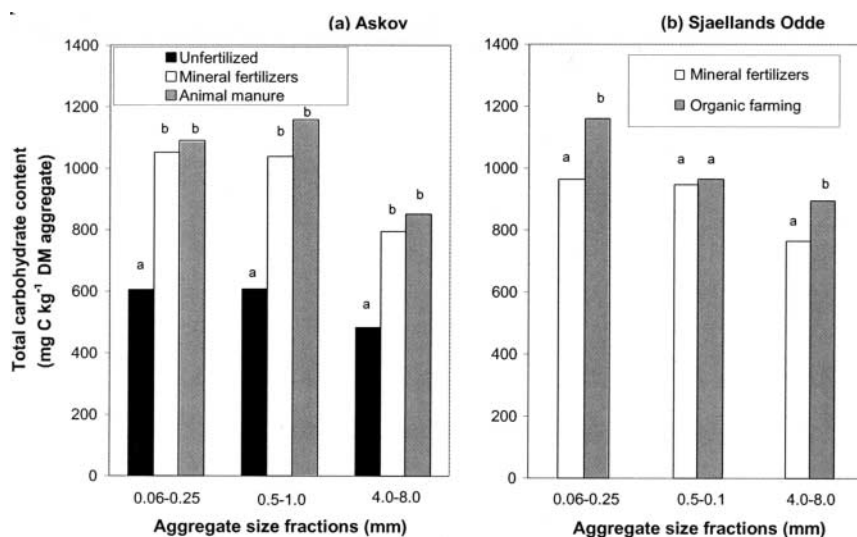 (a) Askov
1400
1200
1000
800
600
400
200
0
Total carbohydrate content
(mg C kg⁻¹ DM aggregate)
Unfertilized
Mineral fertilizers
Animal manure
a
b
b
a
b
b
a
b
b
0.06-0.25
0.5-1.0
4.0-8.0
Aggregate size fractions (mm)
(b) Sjaellands Odde
1400
1200
1000
800
600
400
200
0
Mineral fertilizers
Organic farming
a
b
a
a
a
b
0.06-0.25
0.5-0.1
4.0-8.0
Aggregate size fractions (mm)